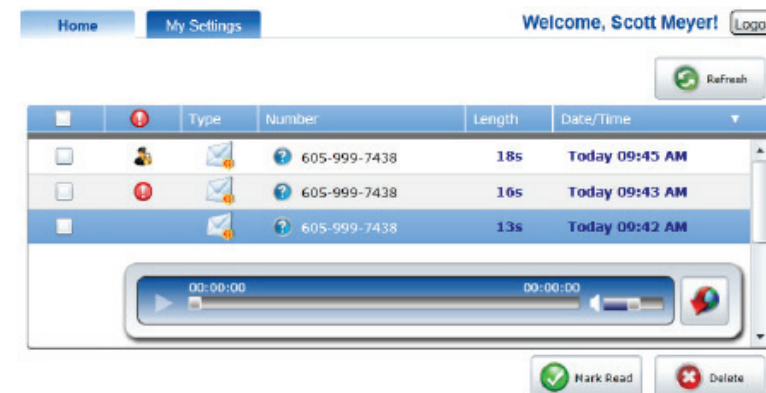 Home My Settings Welcome, Scott Meyer! Logo
Refresh
Type Number Length Date/Time
605-999-7438 18s Today 09:45 AM
605-999-7438 16s Today 09:43 AM
605-999-7438 13s Today 09:42 AM
00:00:00 00:00:00
Mark Read Delete